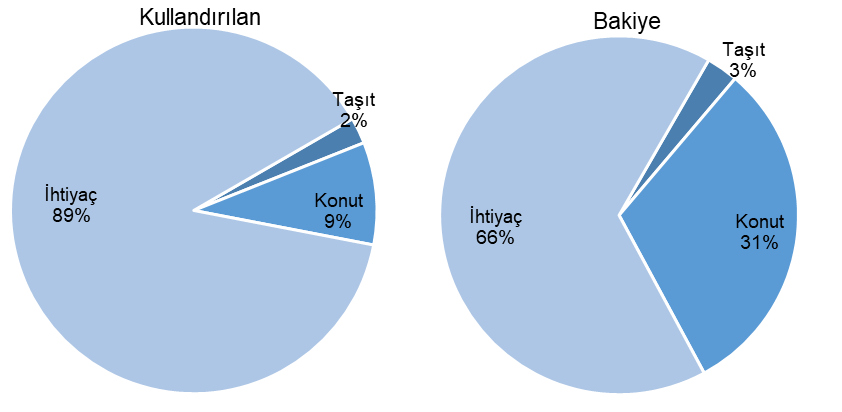 Kullandırılan
Taşıt
2%
İhtiyaç
89%
Konut
9%
Bakiye
Taşıt
3%
İhtiyaç
66%
Konut
31%